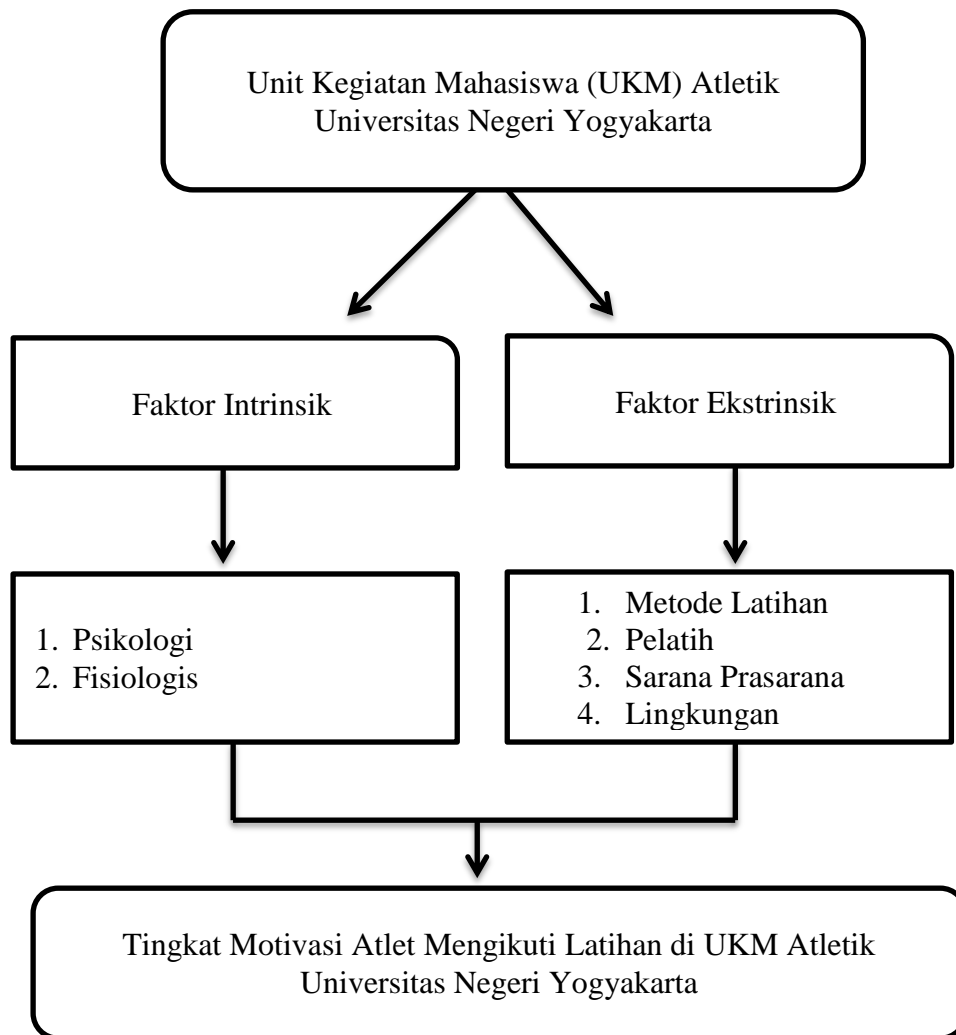 Unit Kegiatan Mahasiswa (UKM) Atletik
Universitas Negeri Yogyakarta
Faktor Intrinsik
Faktor Ekstrinsik
1. Psikologi
2. Fisiologis
1. Metode Latihan
2. Pelatih
3. Sarana Prasarana
4. Lingkungan
Tingkat Motivasi Atlet Mengikuti Latihan di UKM Atletik
Universitas Negeri Yogyakarta